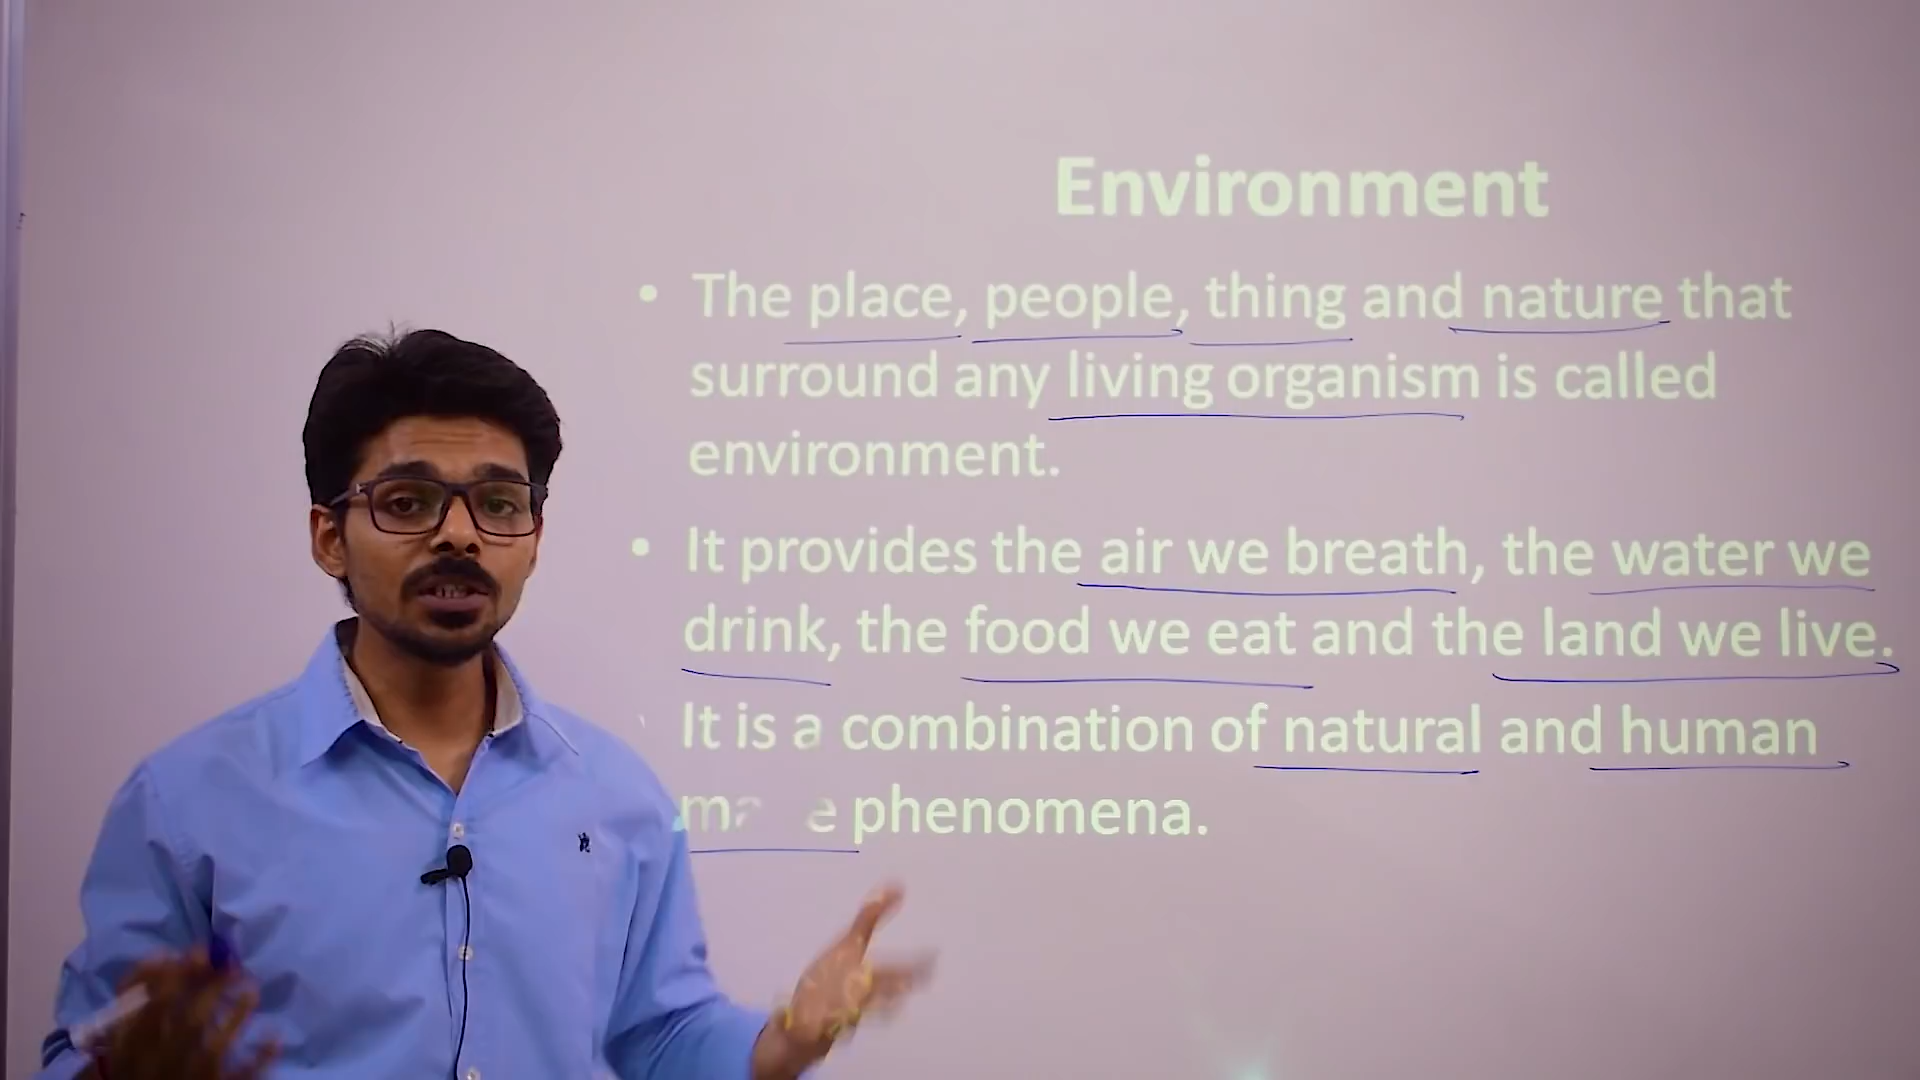 Environment
• The place, people, thing and nature that
surround any living organism is called
environment.
• It provides the air we breath, the water we
drink, the food we eat and the land we live.
It is a combination of natural and human
phenomena.